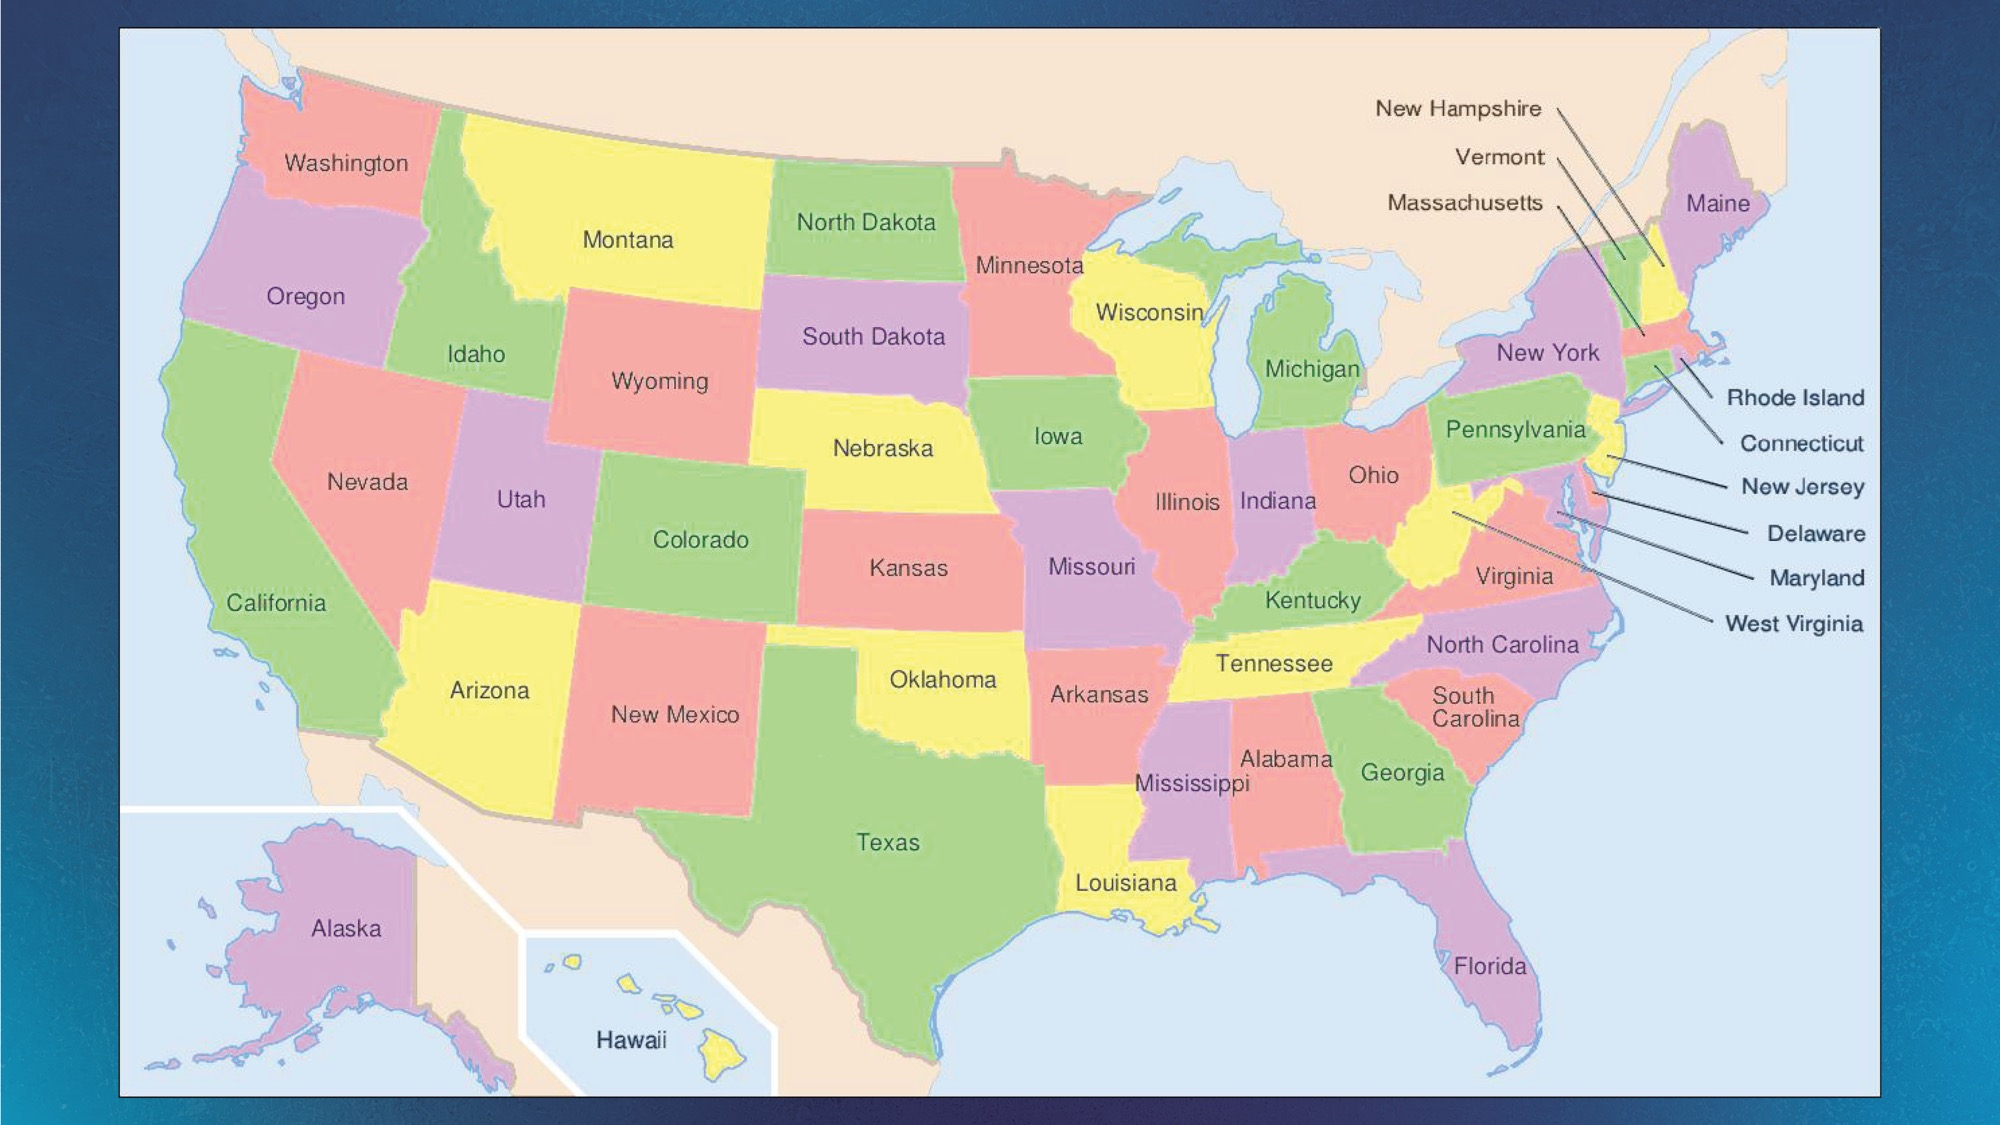 New Hampshire
Vermont
Massachusetts
Maine
Washington
Montana
North Dakota
Minnesota
Oregon
Idaho
Wyoming
South Dakota
Wisconsin
Michigan
New York
Rhode Island
Connecticut
New Jersey
Delaware
Maryland
West Virginia
Nevada
Utah
Colorado
Nebraska
Iowa
Illinois
Indiana
Ohio
Pennsylvania
California
Kansas
Missouri
Kentucky
Virginia
Arizona
New Mexico
Oklahoma
Arkansas
Tennessee
North Carolina
South
Carolina
Texas
Louisiana
Mississippi
Alabama
Georgia
Florida
Alaska
Hawaii